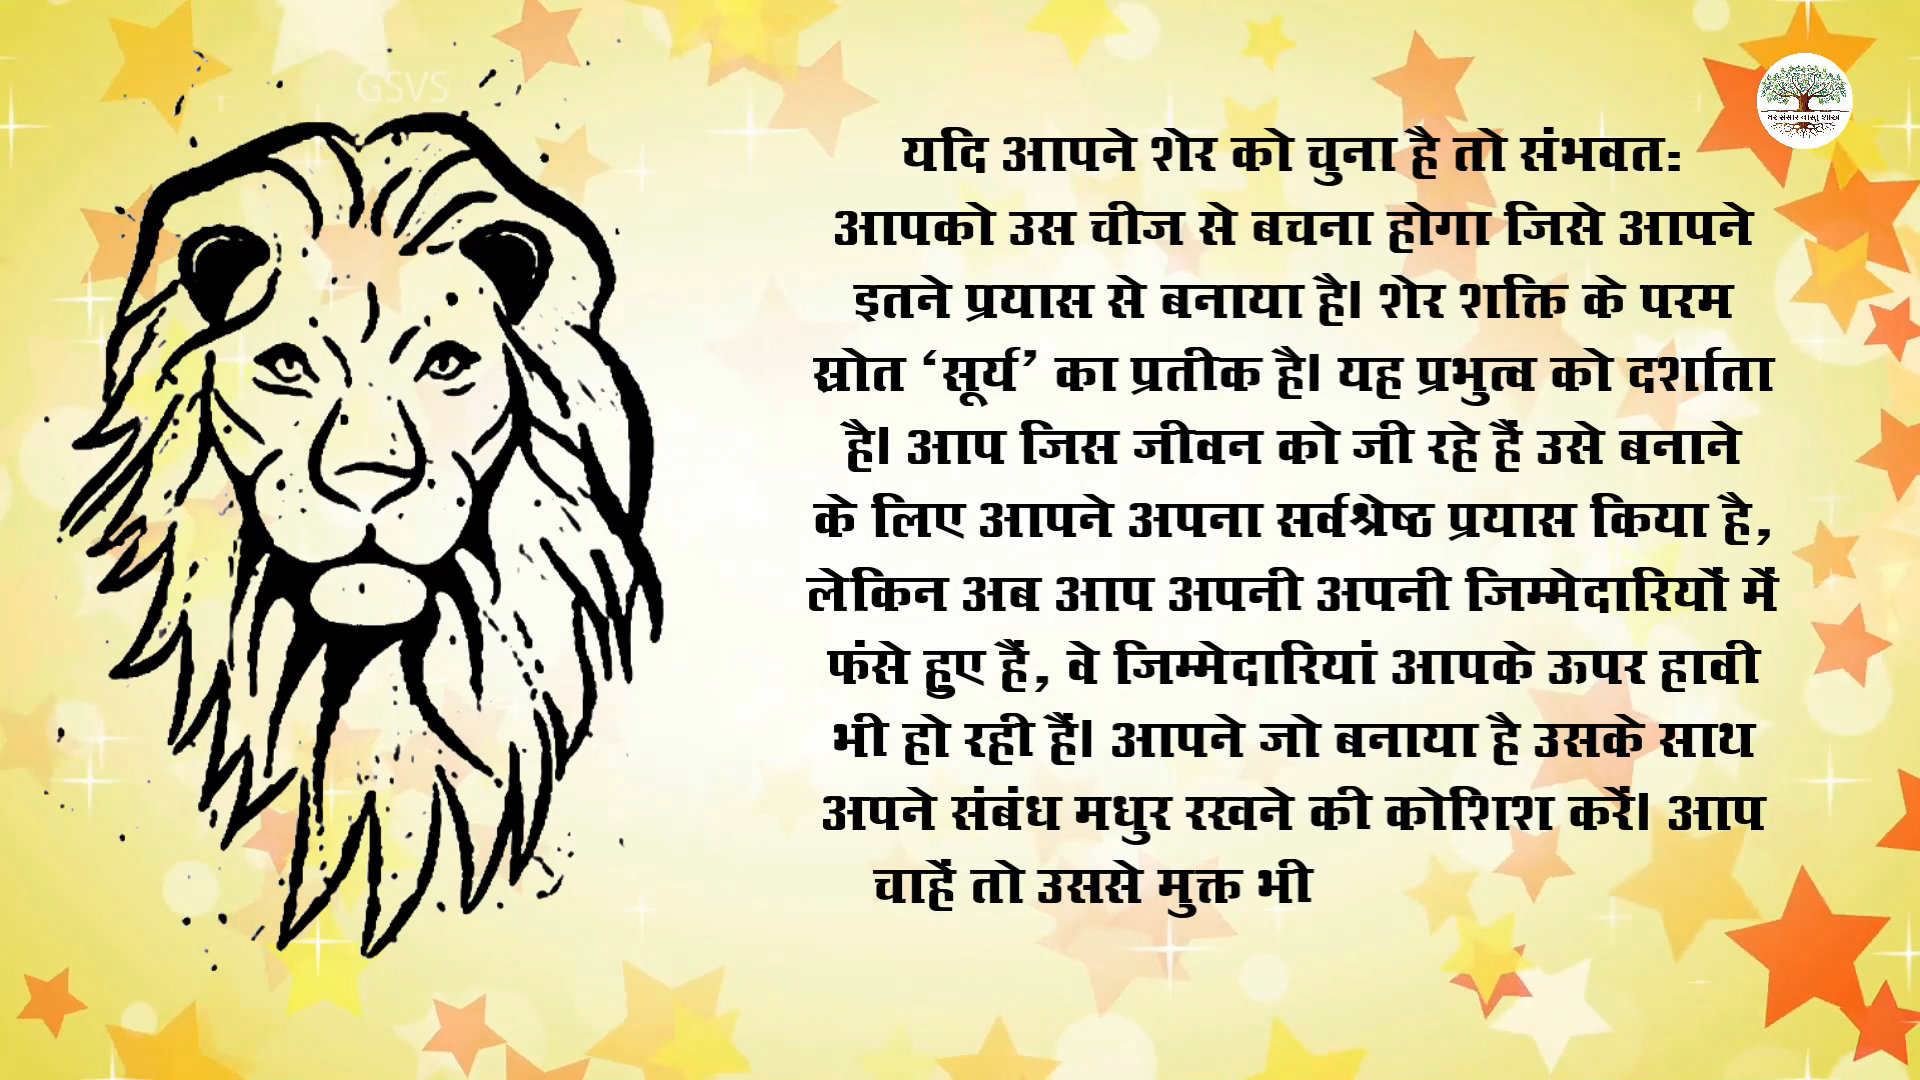 GSVS
घर संसार वास्तु शास्त्र
यदि आपने शेर को चुना है तो संभवतः
आपको उस चीज से बचना होगा जिसे आपने
इतने प्रयास से बनाया है। शेर शक्ति के परम
स्रोत ‘सूर्य’ का प्रतीक है। यह प्रभुत्व को दर्शाता
है। आप जिस जीवन को जी रहे हैं उसे बनाने
के लिए आपने अपना सर्वश्रेष्ठ प्रयास किया है,
लेकिन अब आप अपनी अपनी जिम्मेदारियों में
फंसे हुए हैं, वे जिम्मेदारियां आपके ऊपर हावी
भी हो रही हैं। आपने जो बनाया है उसके साथ
अपने संबंध मधुर रखने की कोशिश करें। आप
चाहें तो उससे मुक्त भी